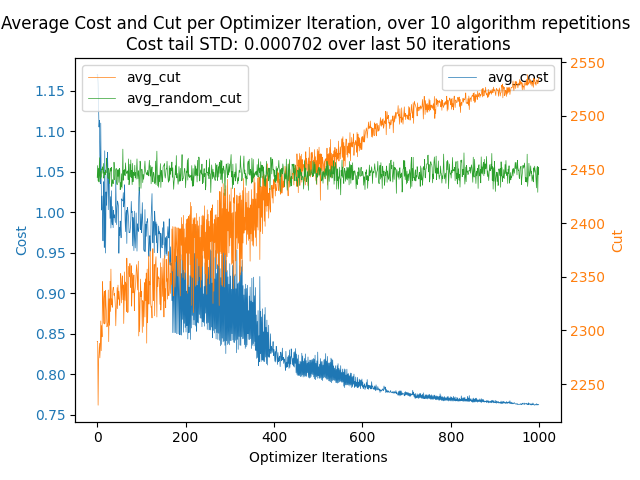 Average Cost and Cut per Optimizer Iteration, over 10 algorithm repetitions
Cost tail STD: 0.000702 over last 50 iterations
avg_cut
avg_random_cut
avg_cost
1.15
1.10
1.05
1.00
0.95
0.90
0.85
0.80
0.75
Cost
2550
2500
2450
2400
2350
2300
2250
Cut
0 200 400 600 800 1000
Optimizer Iterations